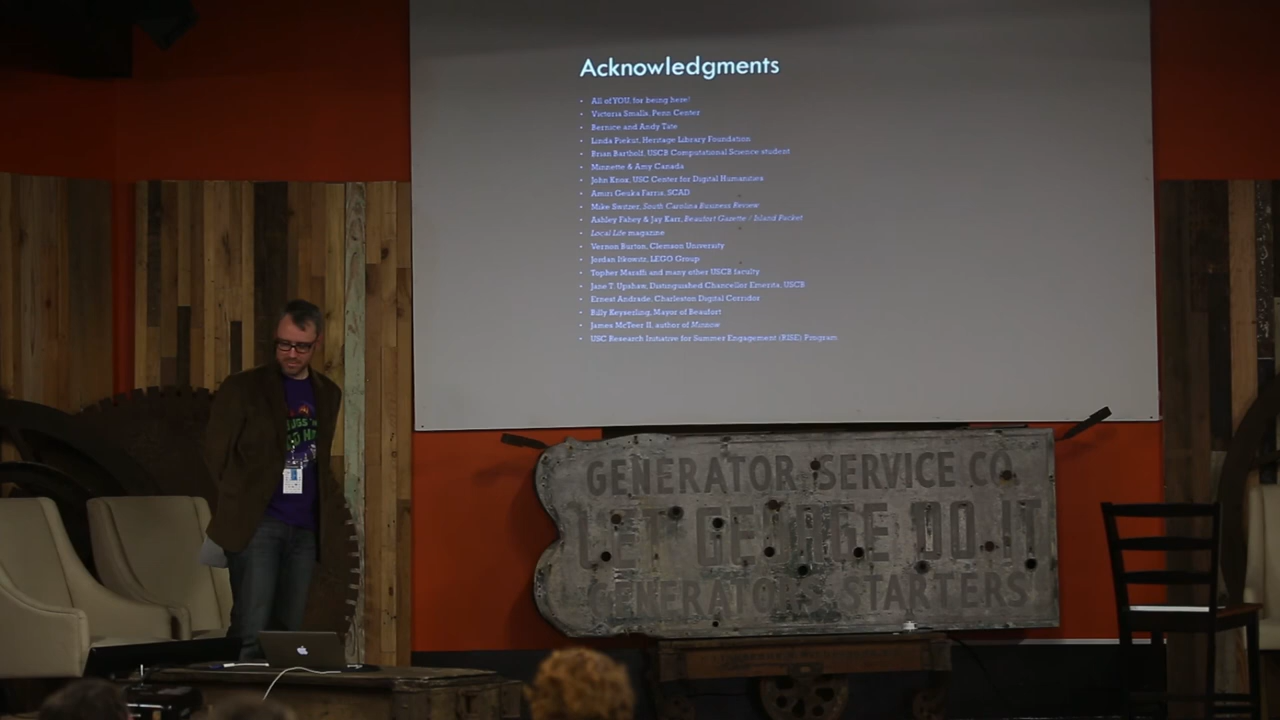 Acknowledgments
• All of YOU, for being here!
• Victoria Smalls, Penn Center
• Bernice and Andy Tate
• Linda Piekut, Heritage Library Foundation
• Brian Bartholf, USCB Computational Science student
• Minnette & Amy Canada
• John Knox, USC Center for Digital Humanities
• Amiri Geuka Farris, SCAD
• Mike Switzer, South Carolina Business Review
• Ashley Fahey & Jay Karr, Beaufort Gazette / Island Packet
• Local Life magazine
• Vernon Burton, Clemson University
• Jordan Itkowitz, LEGO Group
• Topher Maraffi and many other USCB faculty
• Jane T. Upshaw, Distinguished Chancellor Emerita, USCB
• Ernest Andrade, Charleston Digital Corridor
• Billy Keyserling, Mayor of Beaufort
• James McTeer II, author of Minnow
• USC Research Initiative for Summer Engagement (RISE) Program
GENERATOR SERVICE CO.
LET GEORGE DO IT
GENERATORS STARTERS